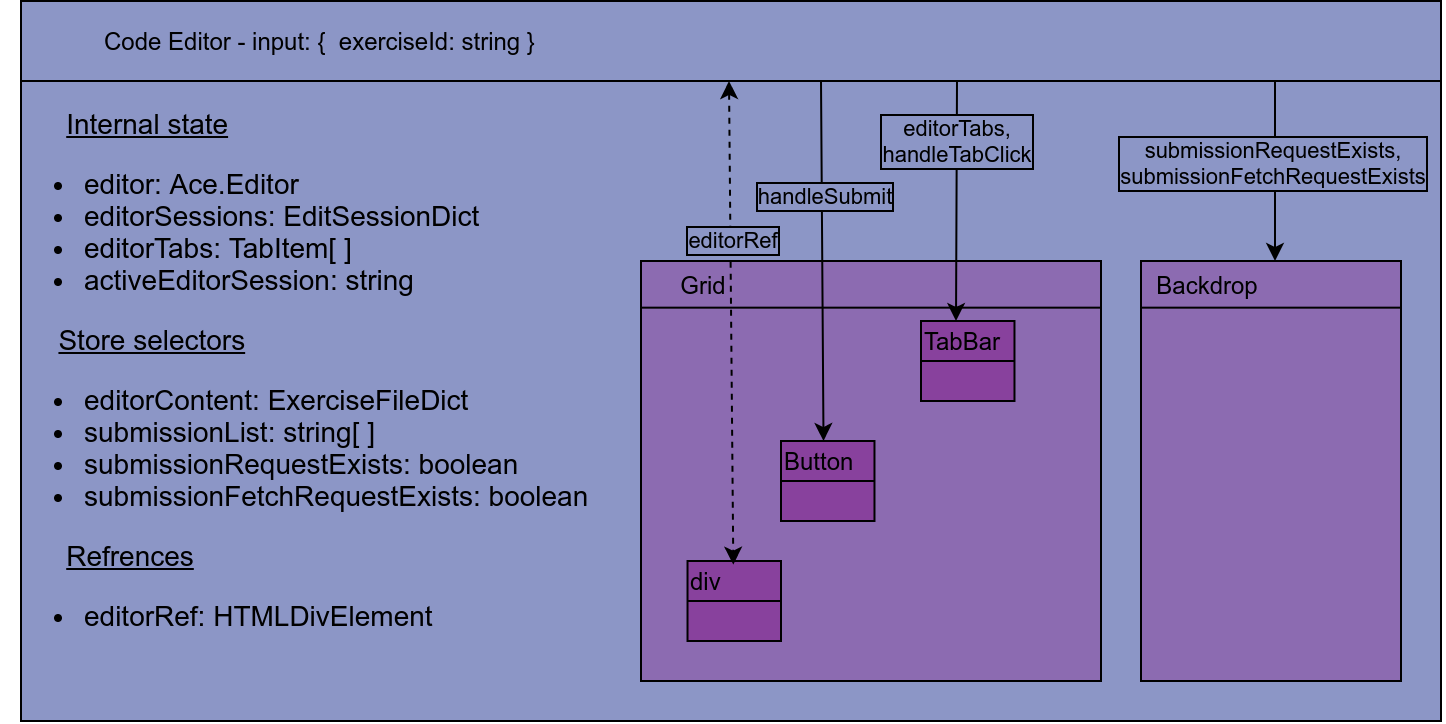 Code Editor - input: { exerciseId: string }
Internal state
• editor: Ace.Editor
• editorSessions: EditSessionDict
• editorTabs: TabItem[ ]
• activeEditorSession: string
Store selectors
• editorContent: ExerciseFileDict
• submissionList: string[ ]
• submissionRequestExists: boolean
• submissionFetchRequestExists: boolean
Refrences
• editorRef: HTMLDivElement
editorTabs,
handleTabClick
submissionRequestExists,
submissionFetchRequestExists
handleSubmit
editorRef
Grid
TabBar
Button
div
Backdrop